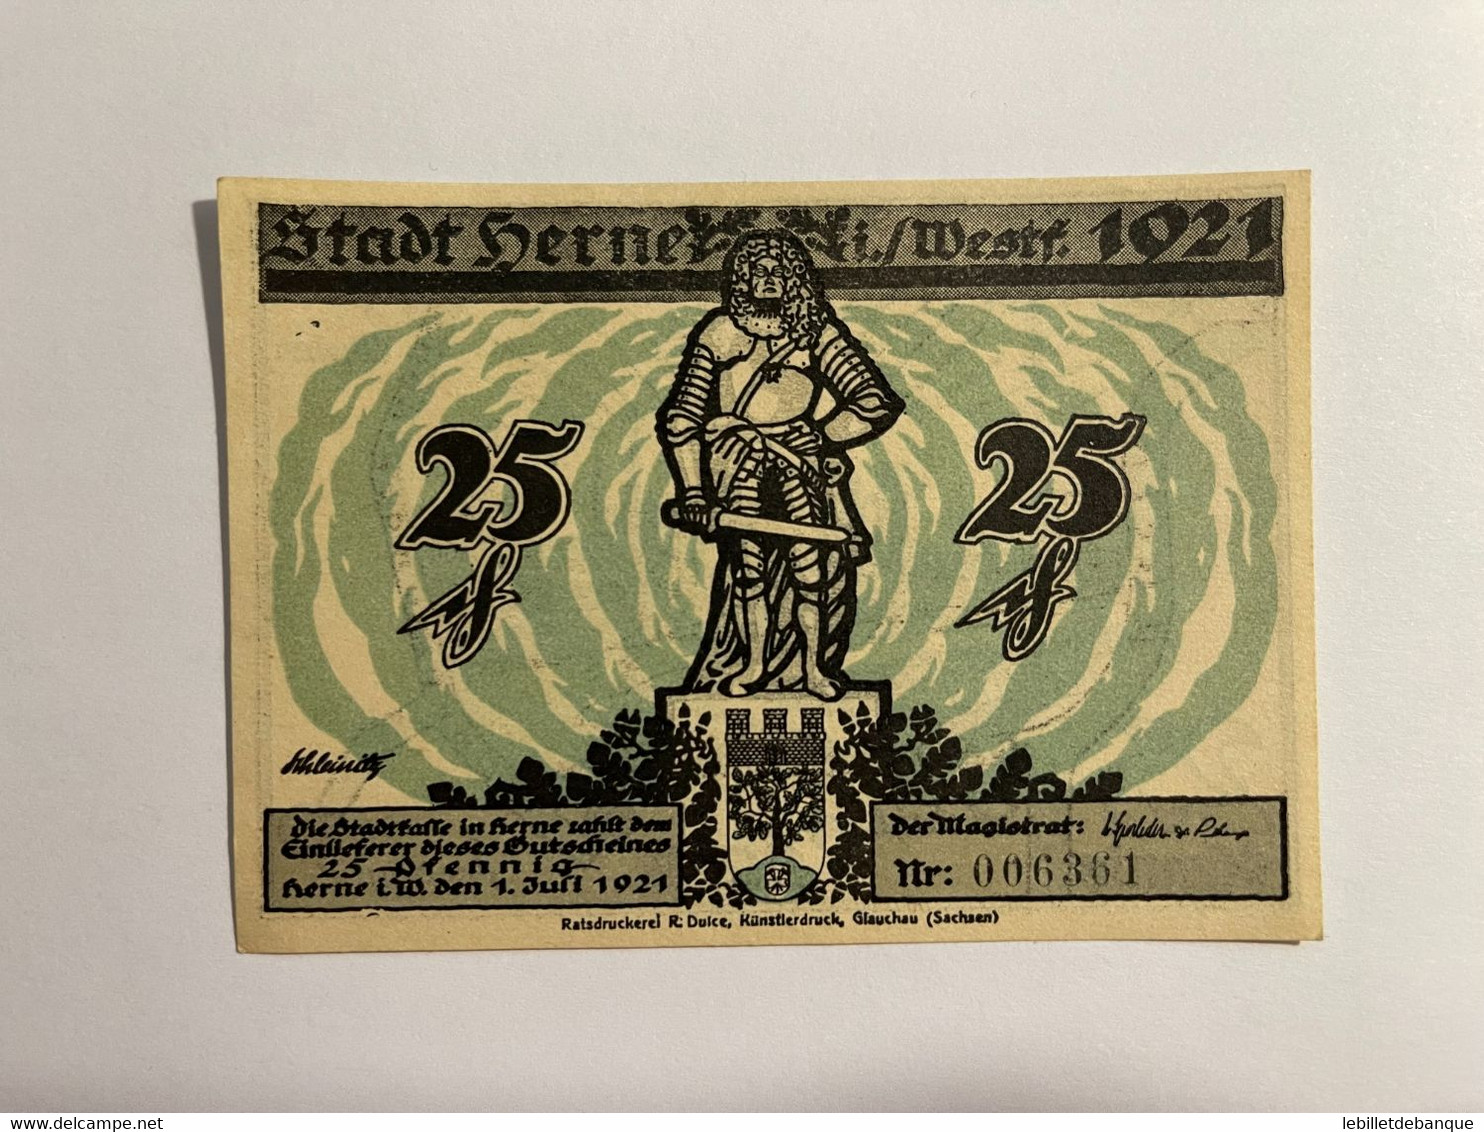 Stadt Herne i./Westf. 1921
25 25
₰ ₰
Schleinitz
Die Stadtkasse in Herne zahlt dem
Einlieferer dieses Gutscheines
25 Pfennig
Herne i.W. den 1. Juli 1921
Der Magistrat:
Nr: 006361
Ratsdruckerei R. Dulce, Künstlerdruck, Glauchau (Sachsen)
delcampe.net
lebilletdebanque